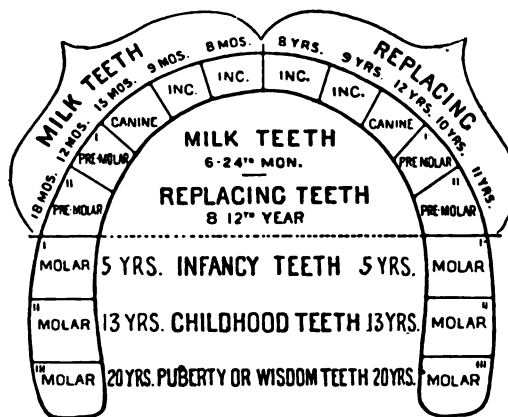 MILK TEETH
REPLACING
18 MOS. 12 MOS. 15 MOS. 9 MOS. 8 MOS.
8 YRS. 9 YRS. 12 YRS. 10 YRS. 11 YRS.
INC. INC. INC. INC.
CANINE CANINE
I PRE-MOLAR I PRE-MOLAR
II PRE-MOLAR II PRE-MOLAR
MILK TEETH
6-24TH MON.
REPLACING TEETH
8 12TH YEAR
I MOLAR 5 YRS. INFANCY TEETH 5 YRS. MOLAR I
II MOLAR 13 YRS. CHILDHOOD TEETH 13 YRS. MOLAR II
III MOLAR 20 YRS. PUBERTY OR WISDOM TEETH 20 YRS. MOLAR III